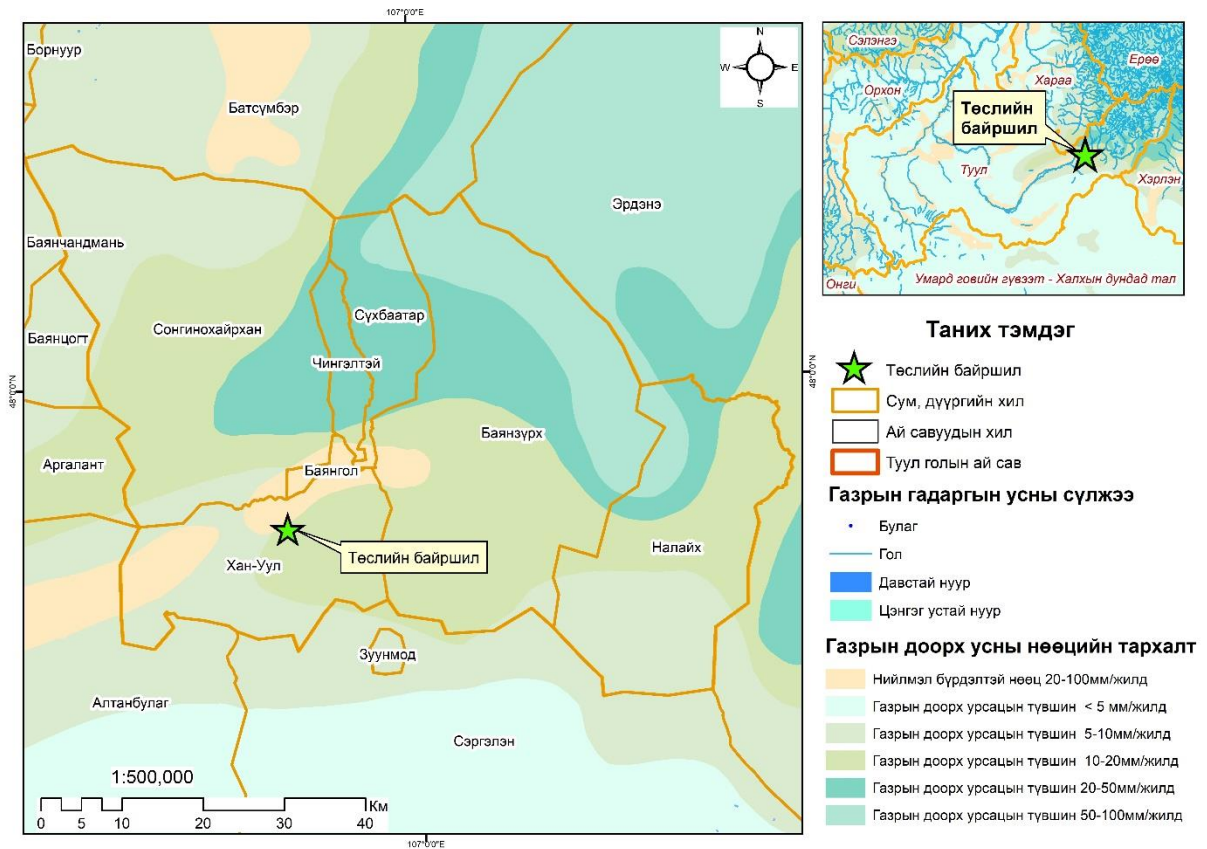 107°0'0"E
Борнуур
Батсүмбэр
N
W
E
S
Эрдэнэ
Баянчандмань
Сонгинохайрхан
Сүхбаатар
Баянцогт
Чингэлтэй
48°0'0"N
48°0'0"N
Баянзүрх
Аргалант
Баянгол
Налайх
Төслийн байршил
Хан-Уул
Зуунмод
Алтанбулаг
Сэргэлэн
1:500,000
Км
0 5 10 20 30 40
107°0'0"E
Сэлэнгэ
Ерөө
Хараа
Орхон
Төслийн
байршил
Туул
Хэрлэн
Онги
Умард говийн гүвээт - Халхын дундад тал
Таних тэмдэг
Төслийн байршил
Сум, дүүргийн хил
Ай савуудын хил
Туул голын ай сав
Газрын гадаргын усны сүлжээ
Булаг
Гол
Давстай нуур
Цэнгэг устай нуур
Газрын доорх усны нөөцийн тархалт
Нийлмэл бүрдэлтэй нөөц 20-100мм/жилд
Газрын доорх урсацын түвшин < 5 мм/жилд
Газрын доорх урсацын түвшин 5-10мм/жилд
Газрын доорх урсацын түвшин 10-20мм/жилд
Газрын доорх урсацын түвшин 20-50мм/жилд
Газрын доорх урсацын түвшин 50-100мм/жилд